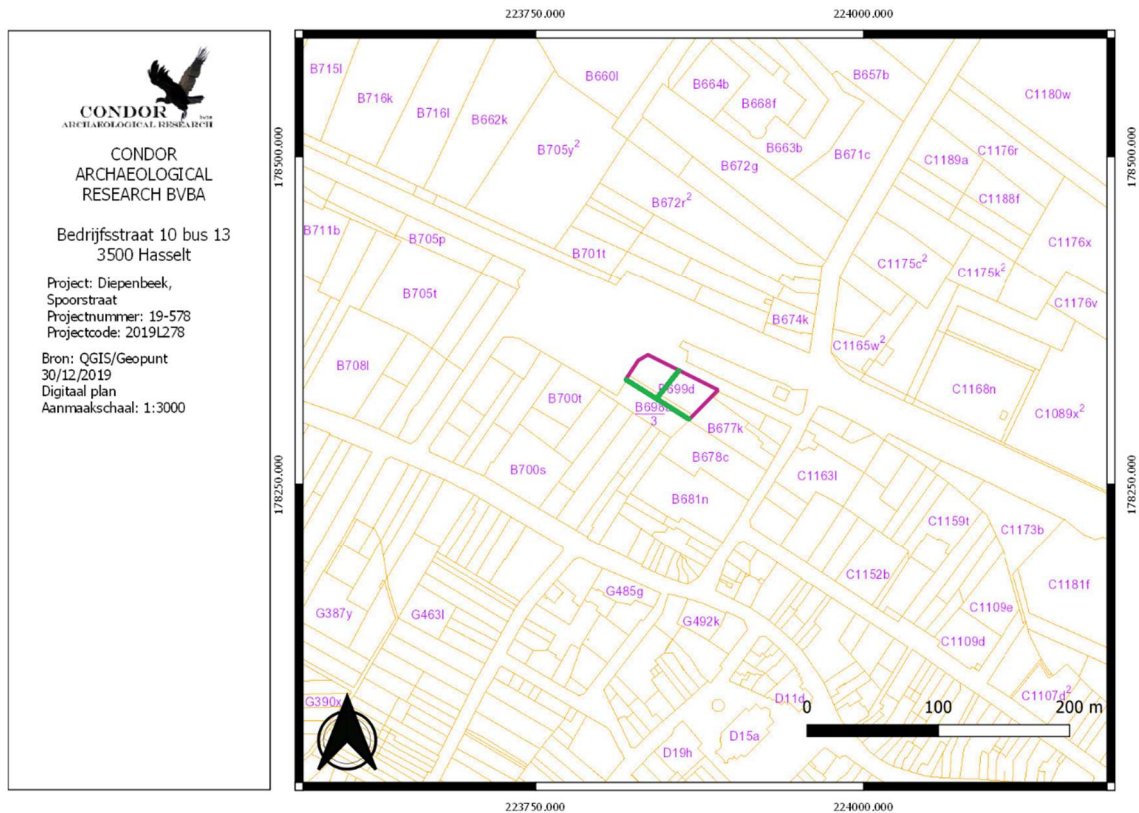 CONDOR bvba
ARCHAEOLOGICAL RESEARCH
CONDOR
ARCHAEOLOGICAL
RESEARCH BVBA
Bedrijfsstraat 10 bus 13
3500 Hasselt
Project: Diepenbeek,
Spoorstraat
Projectnummer: 19-578
Projectcode: 2019L278
Bron: QGIS/Geopunt
30/12/2019
Digitaal plan
Aanmaakschaal: 1:3000
223750.000 224000.000
178500.000 178500.000
178250.000 178250.000
B715l
B716k
B716l
B662k
B660l
B664b
B668f
B657b
C1180w
B705y²
B663b
B672g
B671c
C1189a
C1176r
B672r²
C1188f
B711b
B705p
B701t
C1175c²
C1175k²
C1176x
B705t
C1176v
B674k
C1165w²
B708l
B699d
C1168n
B700t
3
B677k
C1089x²
B678c
B700s
C1163l
B681n
C1159t
C1173b
C1152b
C1181f
G485g
G387y
G463l
G492k
C1109e
C1109d
G390x
D11d
C1107d²
D15a
D19h
0 100 200 m
223750.000 224000.000